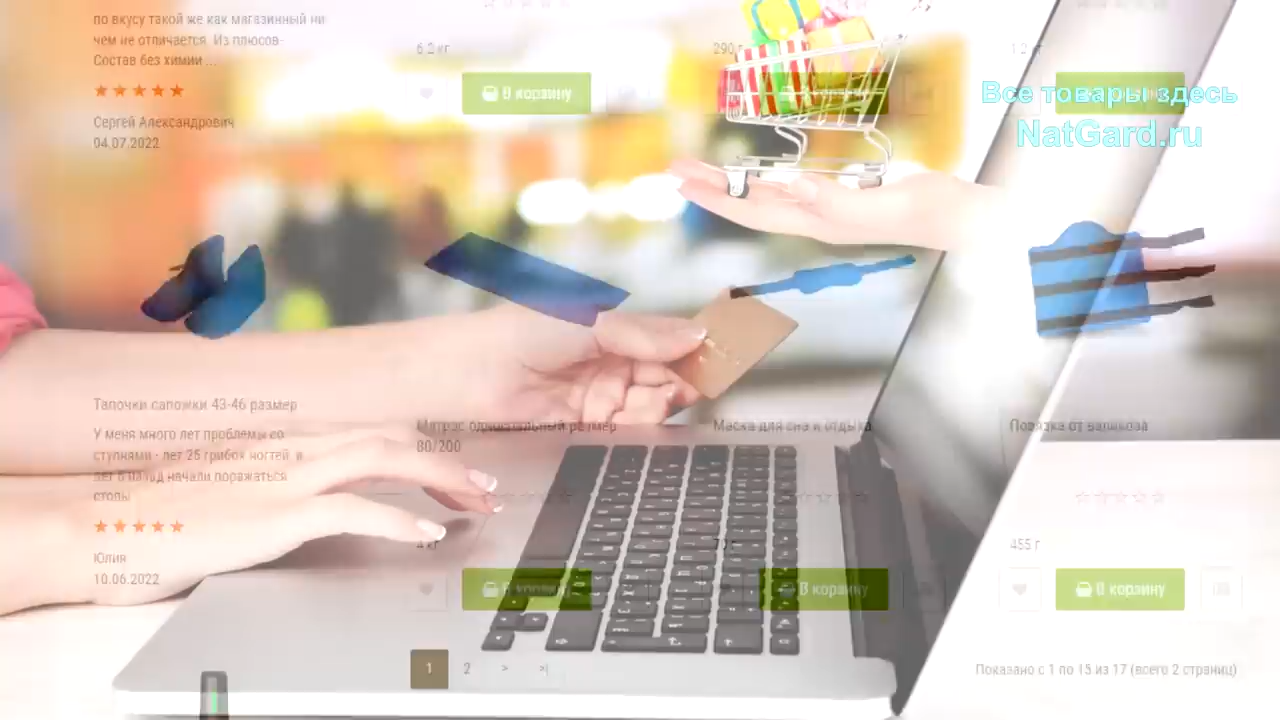 по вкусу такой же как магазинный ни
чем не отличается. Из плюсов-
Состав без химии ...
Сергей Александрович
04.07.2022
6.2 кг
290 г
1.2 кг
В корзину
Все товары здесь
NatGard.ru
Тапочки сапожки 43-46 размер
У меня много лет проблемы со
ступнями - лет 25 грибок ногтей и
лет 8 назад начали поражаться
стопы
Юлия
10.06.2022
Матрас односпальный размер
80/200
4 кг
В корзину
Маска для сна и отдыха
В корзину
Повязка от варикоза
455 г
В корзину
1 2 > >|
Показано с 1 по 15 из 17 (всего 2 страниц)